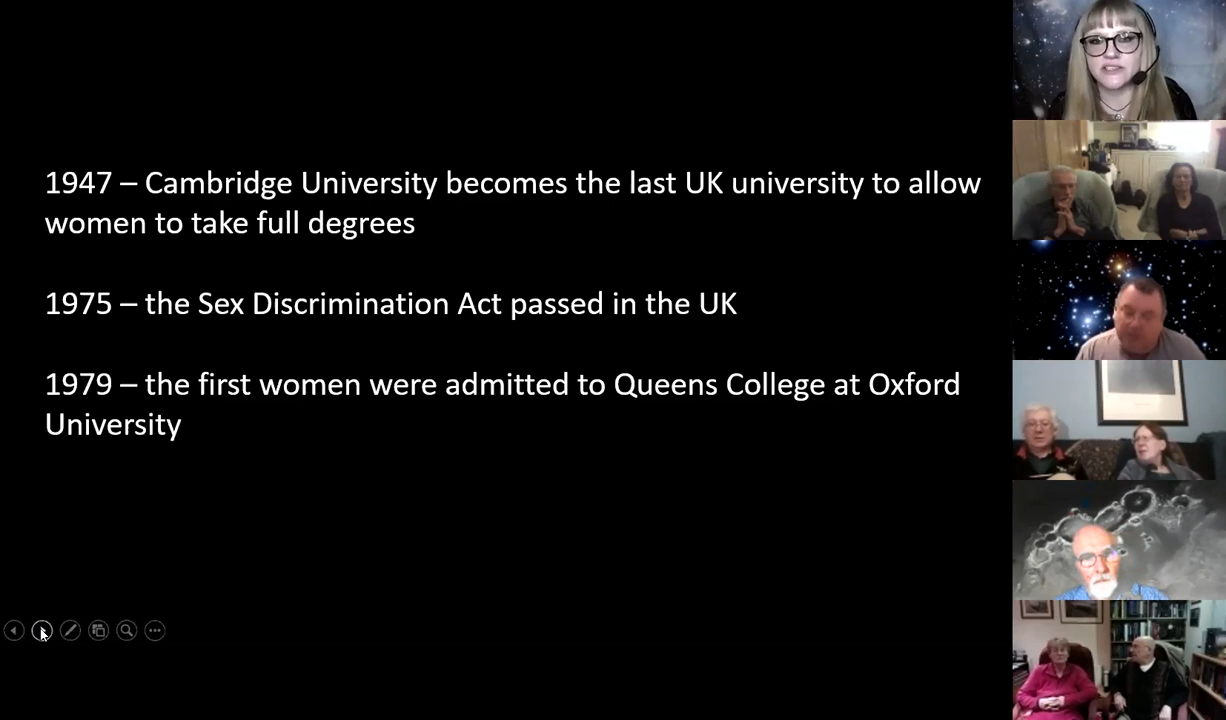 1947 – Cambridge University becomes the last UK university to allow
women to take full degrees
1975 – the Sex Discrimination Act passed in the UK
1979 – the first women were admitted to Queens College at Oxford
University